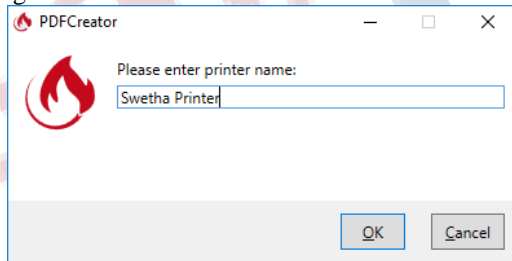 PDFCreator
Please enter printer name:
Swetha Printer
OK
Cancel